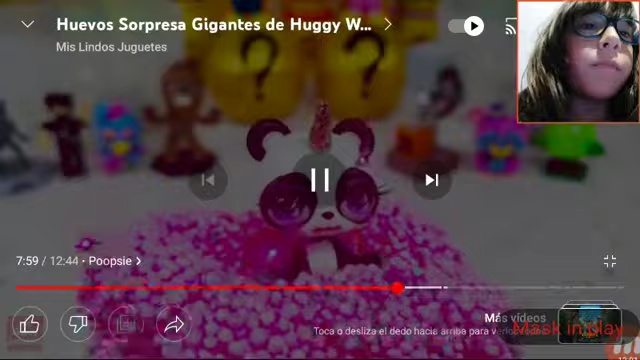 Huevos Sorpresa Gigantes de Huggy W...
Mis Lindos Juguetes
7:59 / 12:44 • Poopsie
Más vídeos
Toca o desliza el dedo hacia arriba para
Mask in play